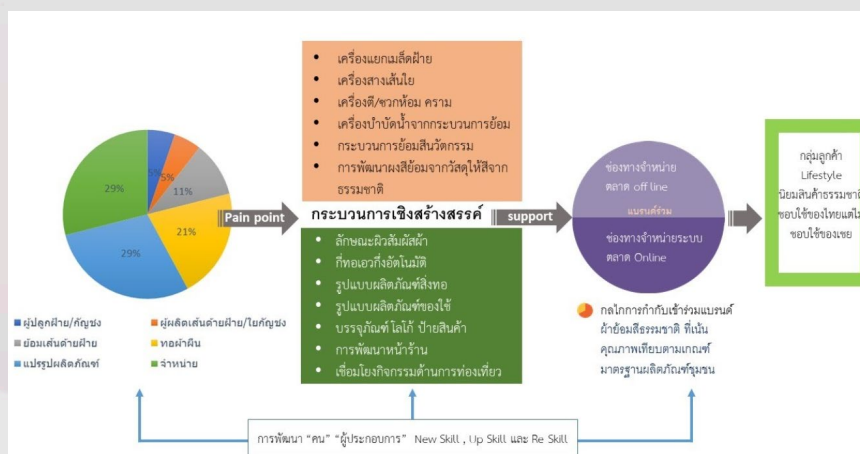 5%
5%
11%
21%
29%
29%
ผู้ปลูกฝ้าย/กัญชง
ผู้ผลิตเส้นด้ายฝ้าย/ใยกัญชง
ย้อมเส้นด้ายฝ้าย
ทอผ้าผืน
แปรรูปผลิตภัณฑ์
จำหน่าย
Pain point
• เครื่องแยกเมล็ดฝ้าย
• เครื่องสางเส้นใย
• เครื่องตี/ชวกห้อม คราม
• เครื่องบำบัดน้ำจากกระบวนการย้อม
• กระบวนการย้อมสีนวัตกรรม
• การพัฒนาผงสีย้อมจากวัสดุให้สีจาก
ธรรมชาติ
กระบวนการเชิงสร้างสรรค์
• ลักษณะผิวสัมผัสผ้า
• กี่ทอเอวกึ่งอัตโนมัติ
• รูปแบบผลิตภัณฑ์สิ่งทอ
• รูปแบบผลิตภัณฑ์ของใช้
• บรรจุภัณฑ์ โลโก้ ป้ายสินค้า
• การพัฒนาหน้าร้าน
• เชื่อมโยงกิจกรรมด้านการท่องเที่ยว
support
ช่องทางจำหน่าย
ตลาด off line
แบรนด์ร่วม
ช่องทางจำหน่ายระบบ
ตลาด Online
กลไกการกำกับเข้าร่วมแบรนด์
ผ้าย้อมสีธรรมชาติ ที่เน้น
คุณภาพเทียบตามเกณฑ์
มาตรฐานผลิตภัณฑ์ชุมชน
กลุ่มลูกค้า
Lifestyle
นิยมสินค้าธรรมชาติ
ชอบใช้ของไทยแต่ไม่
ชอบใช้ของเชย
การพัฒนา "คน" "ผู้ประกอบการ" New Skill , Up Skill และ Re Skill